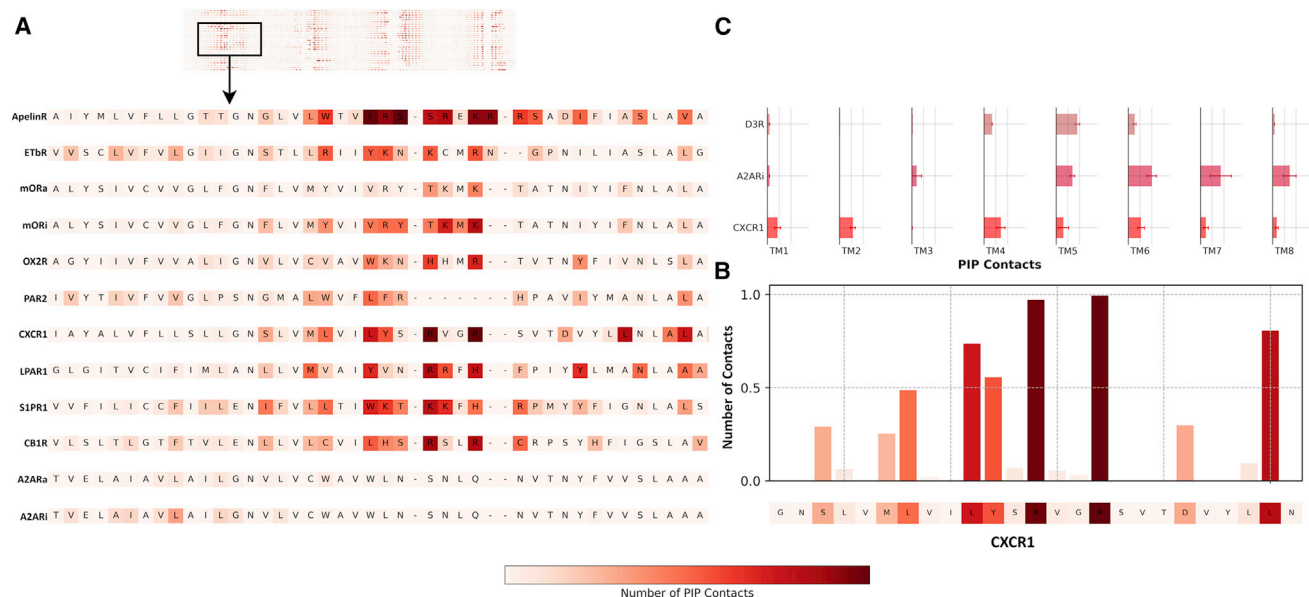 A
C
ApelinR A I Y M L V F L L G T T G N G L V L W T V F R S - S R E K R - R S A D I F I A S L A V A
ETbR V V S C L V F V L G I I G N S T L L R I I Y K N - K C M R N - G P N I L I A S L A L G
mORa A L Y S I V C V V G L F G N F L V M Y V I V R Y - T K M K - - T A T N I Y I F N L A L A
mORi A L Y S I V C V V G L F G N F L V M Y V I V R Y - T K M K - - T A T N I Y I F N L A L A
OX2R A G Y I I V F V V A L I G N V L V C V A V W K N - H H M R - - T V T N Y F I V N L S L A
PAR2 I V Y T I V F V V G L P S N G M A L W V F L F R - - - - - - H P A V I Y M A N L A L A
CXCR1 I A Y A L V F L L S L L G N S L V M L V I L Y S - R V G R - - S V T D V Y L L N L A L A
LPAR1 G L G I T V C I F I M L A N L L V M V A I Y V N - R R F H - - F P I Y Y L M A N L A A A
S1PR1 V V F I L I C C F I I L E N I F V L L T I W K T - K K F H - - R P M Y Y F I G N L A L S
CB1R V L S L T L G T F T V L E N L L V L C V I L H S - R S L R - - C R P S Y H F I G S L A V
A2ARa T V E L A I A V L A I L G N V L V C W A V W L N - S N L Q - - N V T N Y F V V S L A A A
A2ARi T V E L A I A V L A I L G N V L V C W A V W L N - S N L Q - - N V T N Y F V V S L A A A
D3R
A2ARi
CXCR1
TM1 TM2 TM3 TM4 TM5 TM6 TM7 TM8
PIP Contacts
B
Number of Contacts
1.0
0.5
0.0
G N S L V M L V I L Y S R V G R S V T D V Y L L N
CXCR1
Number of PIP Contacts